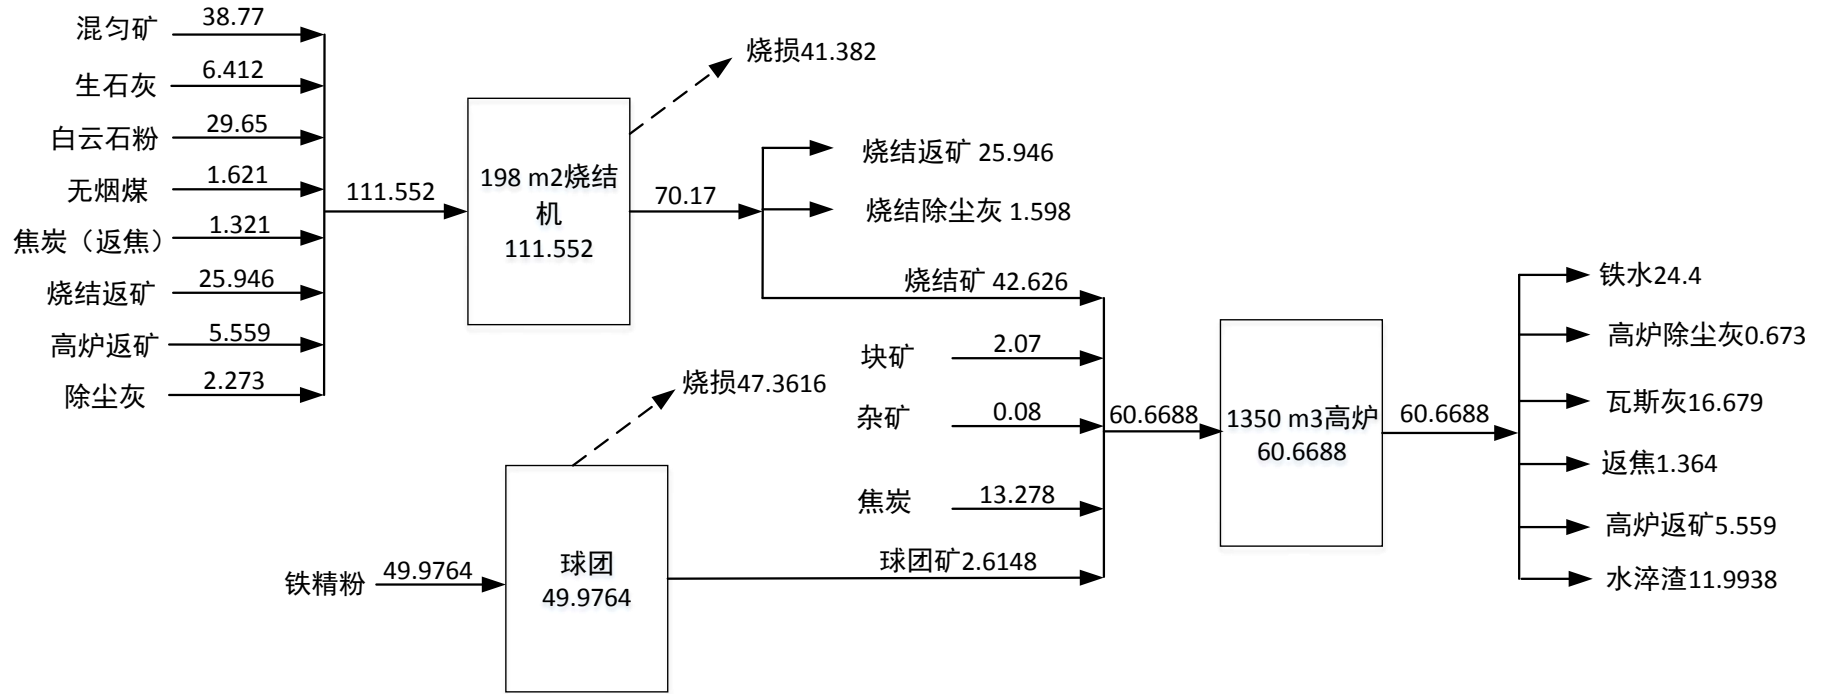 混匀矿
38.77
生石灰
6.412
白云石粉
29.65
无烟煤
1.621
焦炭（返焦）
1.321
烧结返矿
25.946
高炉返矿
5.559
除尘灰
2.273
111.552
198 m2烧结
机
111.552
烧损41.382
70.17
烧结返矿 25.946
烧结除尘灰 1.598
烧结矿 42.626
块矿
2.07
杂矿
0.08
焦炭
13.278
球团矿2.6148
铁精粉
49.9764
球团
49.9764
烧损47.3616
60.6688
1350 m3高炉
60.6688
60.6688
铁水24.4
高炉除尘灰0.673
瓦斯灰16.679
返焦1.364
高炉返矿5.559
水淬渣11.9938